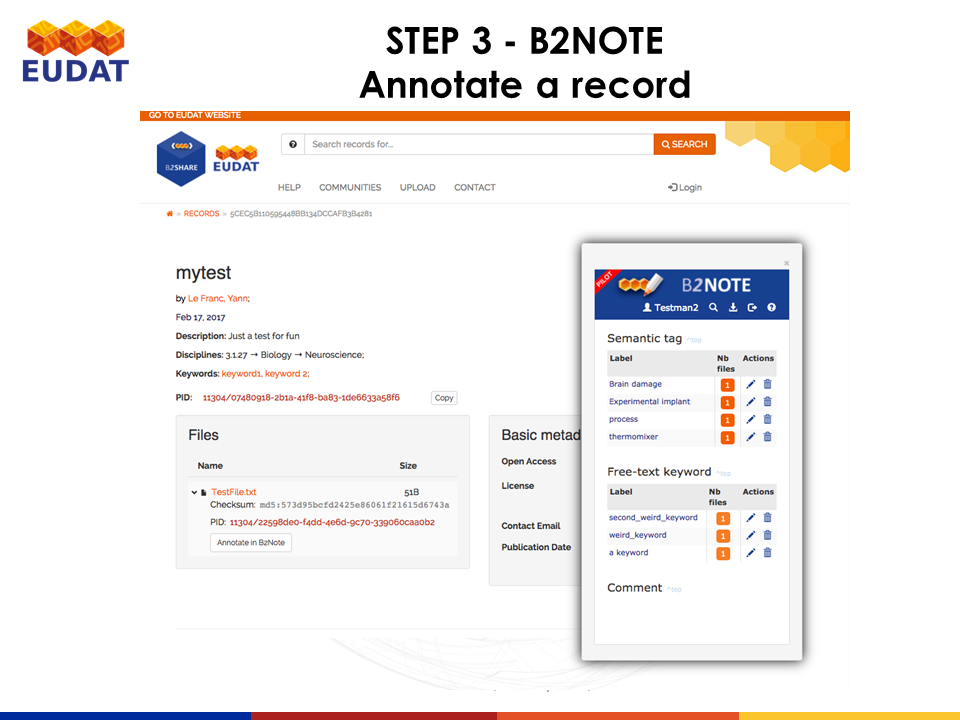 EUDAT
STEP 3 - B2NOTE
Annotate a record
GO TO EUDAT WEBSITE
B2SHARE
EUDAT
Search records for...
SEARCH
HELP COMMUNITIES UPLOAD CONTACT
Login
» RECORDS » 5CEC5B110595448BB134DCCAFB3B4281
mytest
by Le Franc, Yann;
Feb 17, 2017
Description: Just a test for fun
Disciplines: 3.1.27 → Biology → Neuroscience;
Keywords: keyword1, keyword 2;
PID: 11304/07480918-2b1a-41f8-ba83-1de6633a58f6
Copy
Files
Name Size
TestFile.txt 51B
Checksum: md5:573d95bcfd2425e86061f21615d6743a
PID: 11304/22598de0-f4dd-4e6d-9c70-339060caa0b2
Annotate in B2Note
Basic metad
Open Access
License
Contact Email
Publication Date
×
PILOT
B2NOTE
Testman2
Semantic tag ^top
Label Nb files Actions
Brain damage 1
Experimental implant 1
process 1
thermomixer 1
Free-text keyword ^top
Label Nb files Actions
second_weird_keyword 1
weird_keyword 1
a keyword 1
Comment ^top